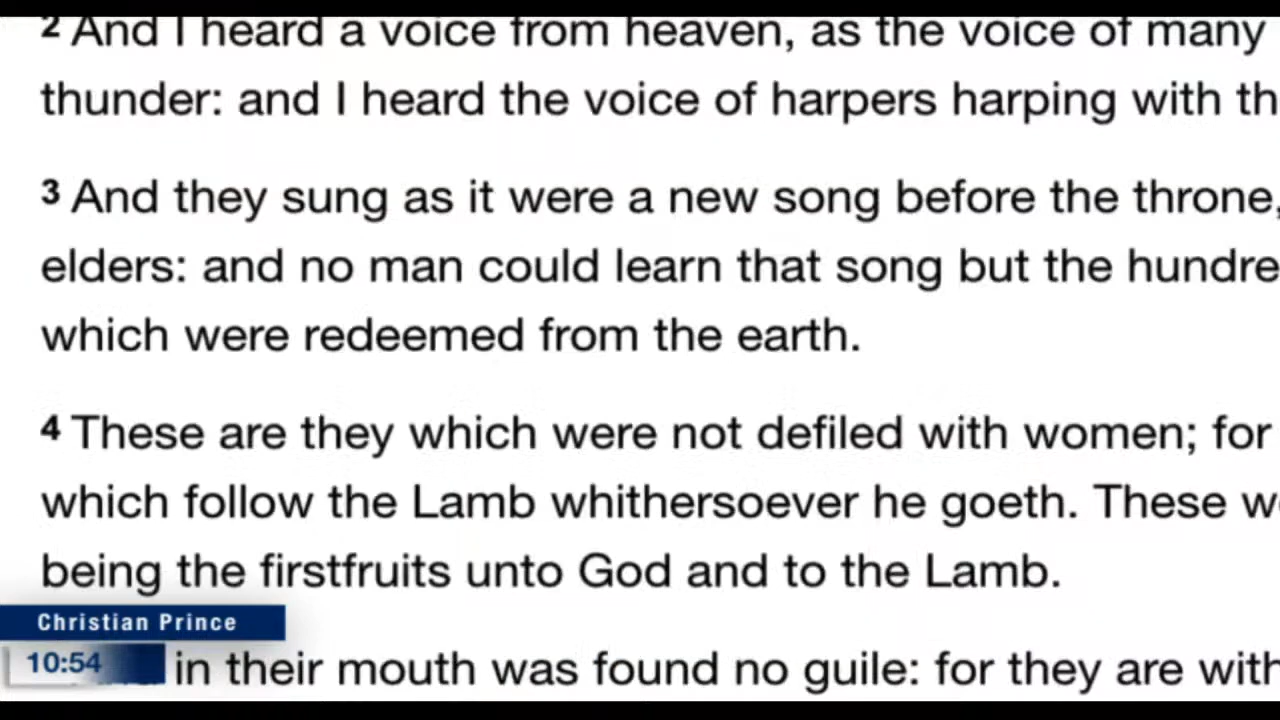 2 And I heard a voice from heaven, as the voice of many
thunder: and I heard the voice of harpers harping with th
3 And they sung as it were a new song before the throne,
elders: and no man could learn that song but the hundre
which were redeemed from the earth.
4 These are they which were not defiled with women; for
which follow the Lamb whithersoever he goeth. These w
being the firstfruits unto God and to the Lamb.
Christian Prince
10:54
in their mouth was found no guile: for they are with